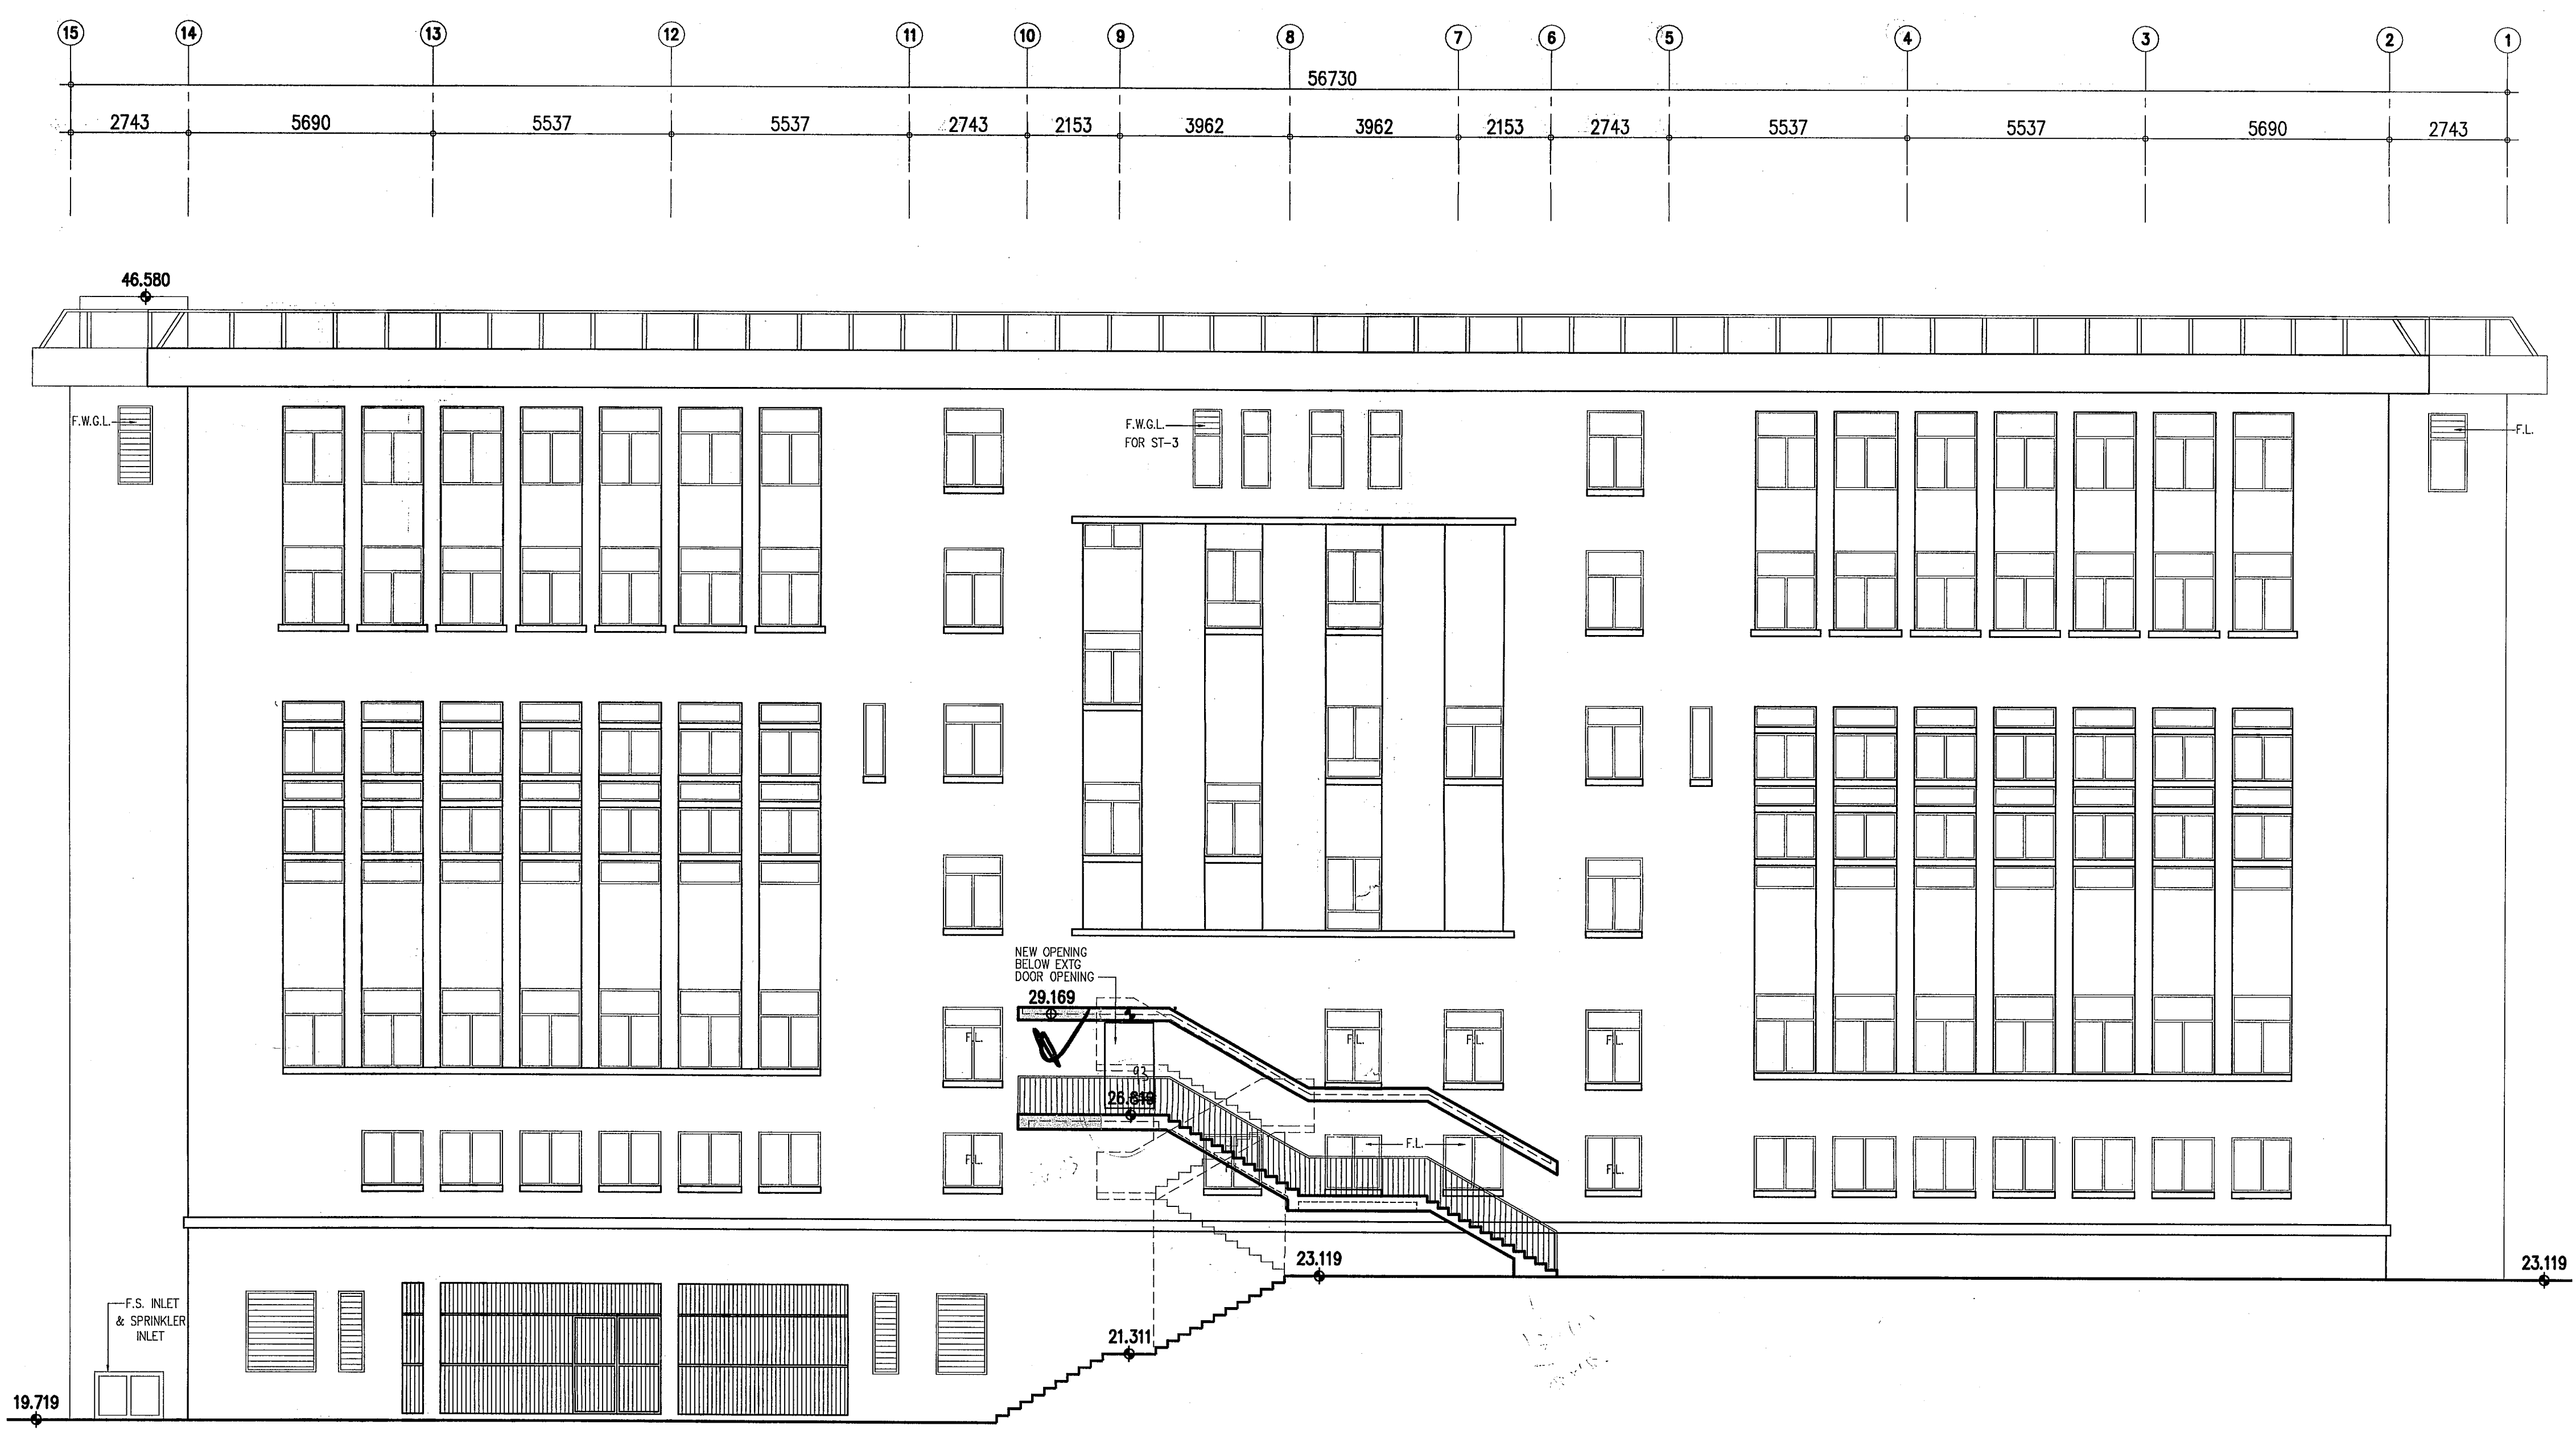 15 14 13 12 11 10 9 8 7 6 5 4 3 2 1
56730
2743 5690 5537 5537 2743 2153 3962 3962 2153 2743 5537 5537 5690 2743
46.580
F.W.G.L.
F.W.G.L.
FOR ST-3
F.L.
NEW OPENING
BELOW EXTG
DOOR OPENING
29.169
F.L. F.L. F.L. F.L.
93
F.L. F.L. F.L.
23.119
23.119
F.S. INLET
& SPRINKLER
INLET
21.311
19.719